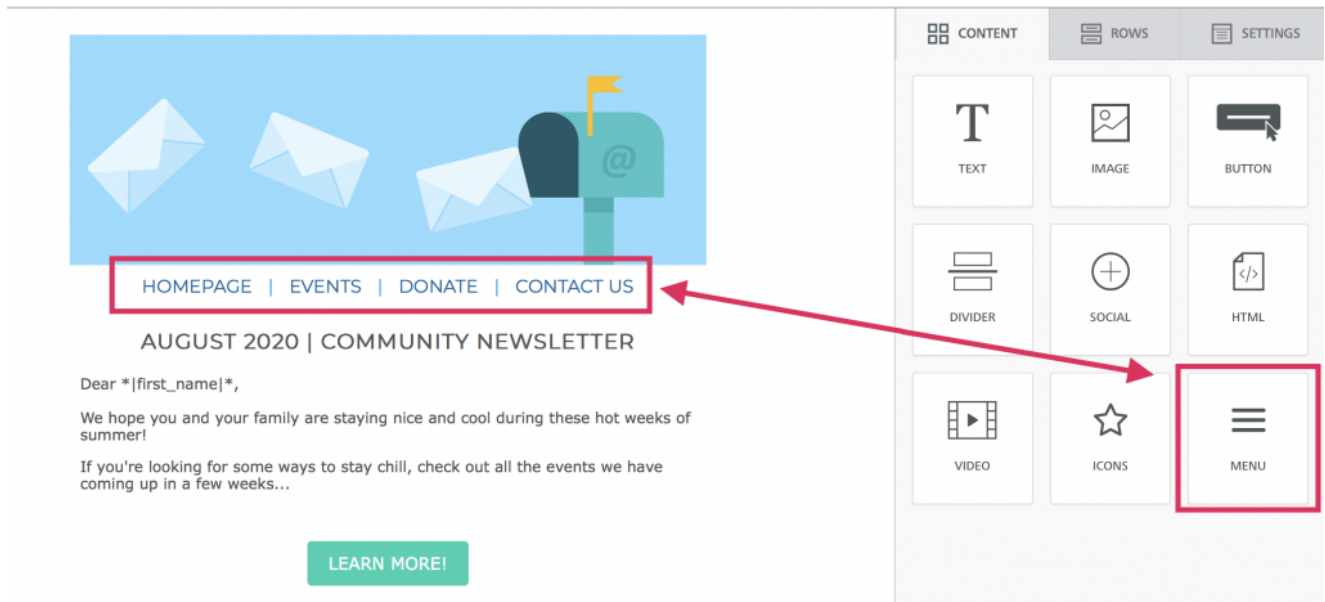 CONTENT
ROWS
SETTINGS
@
HOMEPAGE | EVENTS | DONATE | CONTACT US
AUGUST 2020 | COMMUNITY NEWSLETTER
Dear *|first_name|*,
We hope you and your family are staying nice and cool during these hot weeks of
summer!
If you're looking for some ways to stay chill, check out all the events we have
coming up in a few weeks...
LEARN MORE!
T
TEXT
IMAGE
BUTTON
DIVIDER
SOCIAL
</>
HTML
VIDEO
ICONS
MENU